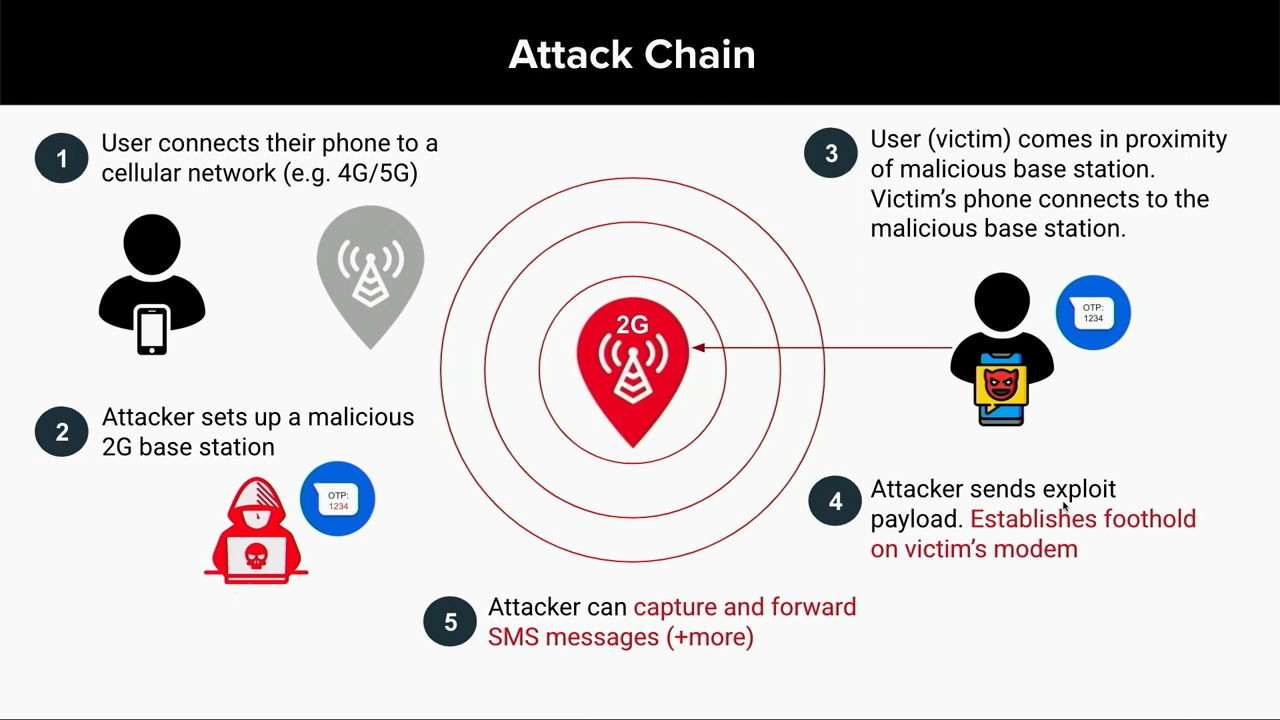 Attack Chain
1
User connects their phone to a
cellular network (e.g. 4G/5G)
2
Attacker sets up a malicious
2G base station
OTP:
1234
2G
3
User (victim) comes in proximity
of malicious base station.
Victim's phone connects to the
malicious base station.
OTP:
1234
4
Attacker sends exploit
payload. Establishes foothold
on victim's modem
5
Attacker can capture and forward
SMS messages (+more)